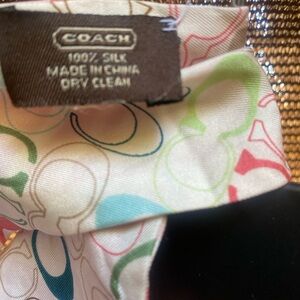 COACH
100% SILK
MADE IN CHINA
DRY CLEAN